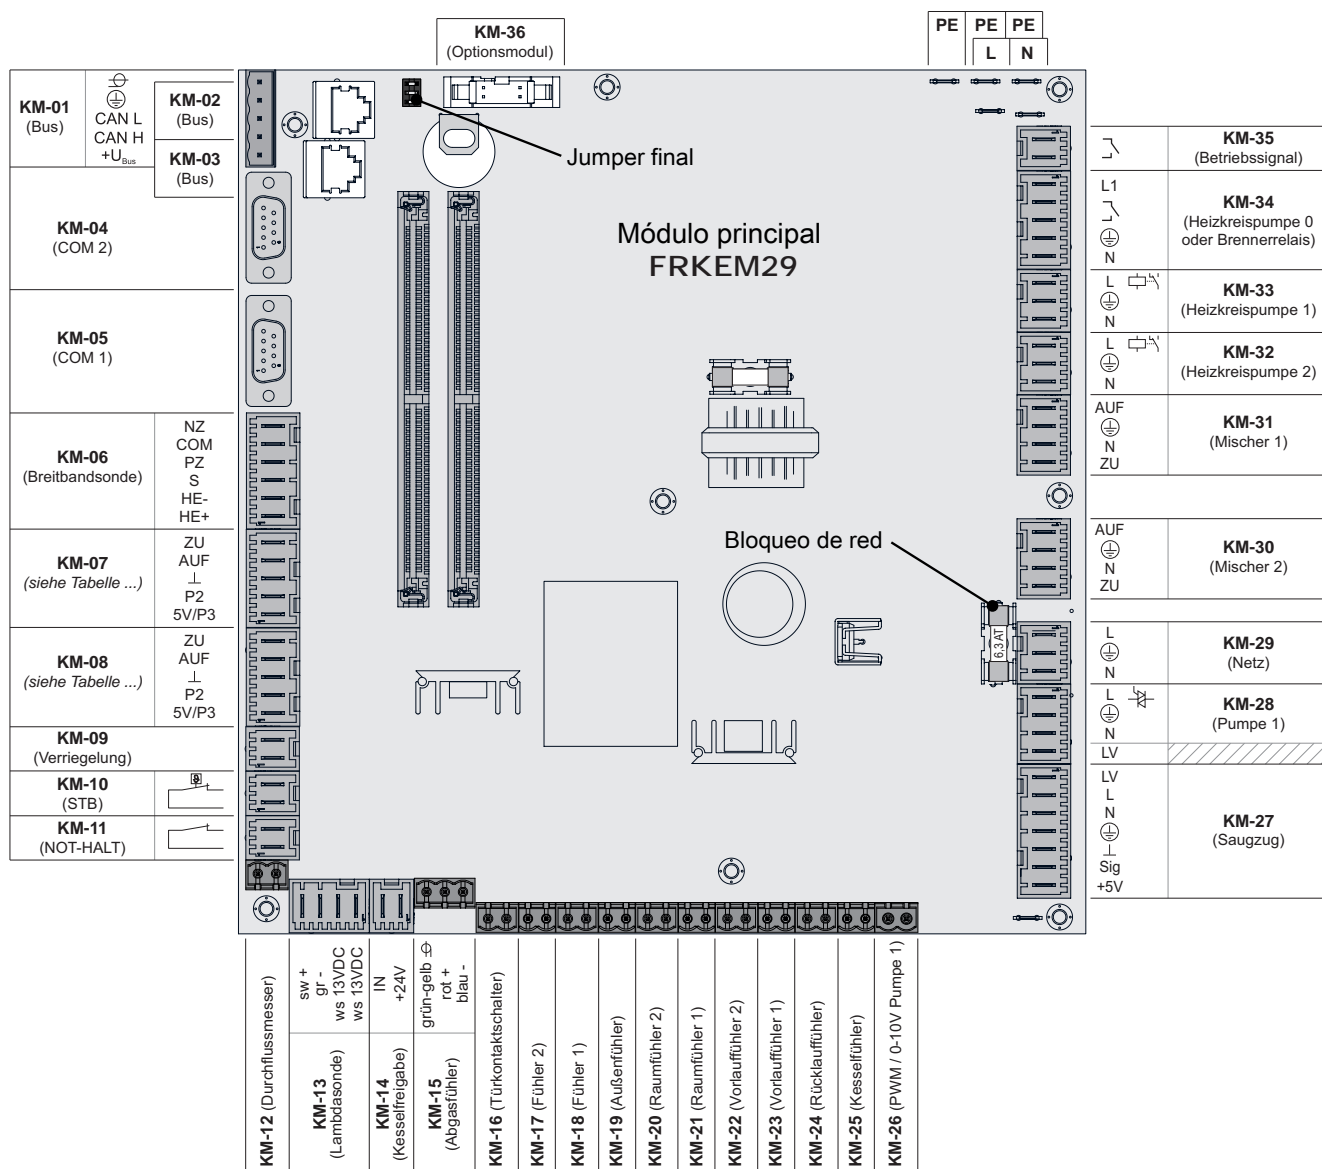 KM-36
(Optionsmodul)
PE PE PE
L N
KM-01
(Bus)
CAN L
CAN H
+UBus
KM-02
(Bus)
KM-03
(Bus)
KM-04
(COM 2)
KM-05
(COM 1)
KM-06
(Breitbandsonde)
NZ
COM
PZ
S
HE-
HE+
KM-07
(siehe Tabelle ...)
ZU
AUF
P2
5V/P3
KM-08
(siehe Tabelle ...)
ZU
AUF
P2
5V/P3
KM-09
(Verriegelung)
KM-10
(STB)
KM-11
(NOT-HALT)
Jumper final
Módulo principal
FRKEM29
Bloqueo de red
6,3 AT
KM-35
(Betriebssignal)
L1
N
KM-34
(Heizkreispumpe 0
oder Brennerrelais)
L
N
KM-33
(Heizkreispumpe 1)
L
N
KM-32
(Heizkreispumpe 2)
AUF
N
ZU
KM-31
(Mischer 1)
AUF
N
ZU
KM-30
(Mischer 2)
L
N
KM-29
(Netz)
L
N
LV
KM-28
(Pumpe 1)
LV
L
N
Sig
+5V
KM-27
(Saugzug)
KM-12 (Durchflussmesser)
sw +
gr -
ws 13VDC
ws 13VDC
KM-13
(Lambdasonde)
IN
+24V
KM-14
(Kesselfreigabe)
grün-gelb
rot +
blau -
KM-15
(Abgasfühler)
KM-16 (Türkontaktschalter)
KM-17 (Fühler 2)
KM-18 (Fühler 1)
KM-19 (Außenfühler)
KM-20 (Raumfühler 2)
KM-21 (Raumfühler 1)
KM-22 (Vorlauffühler 2)
KM-23 (Vorlauffühler 1)
KM-24 (Rücklauffühler)
KM-25 (Kesselfühler)
KM-26 (PWM / 0-10V Pumpe 1)